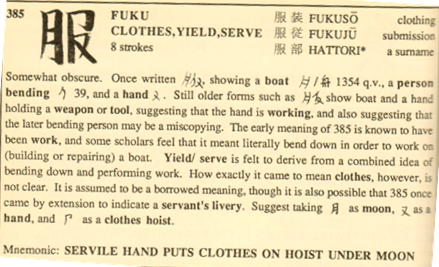 385 服 FUKU 服装 FUKUSŌ clothing
CLOTHES,YIELD,SERVE 服従 FUKUJŪ submission
8 strokes 服部 HATTORI* a surname
Somewhat obscure. Once written showing a boat 1354 q.v., a person
bending 39, and a hand. Still older forms such as show boat and a hand
holding a weapon or tool, suggesting that the hand is working, and also suggesting that
the later bending person may be a miscopying. The early meaning of 385 is known to have
been work, and some scholars feel that it meant literally bend down in order to work on
(building or repairing) a boat. Yield/ serve is felt to derive from a combined idea of
bending down and performing work. How exactly it came to mean clothes, however, is
not clear. It is assumed to be a borrowed meaning, though it is also possible that 385 once
came by extension to indicate a servant's livery. Suggest taking 月 as moon, 又 as a
hand, and as a clothes hoist.
Mnemonic: SERVILE HAND PUTS CLOTHES ON HOIST UNDER MOON